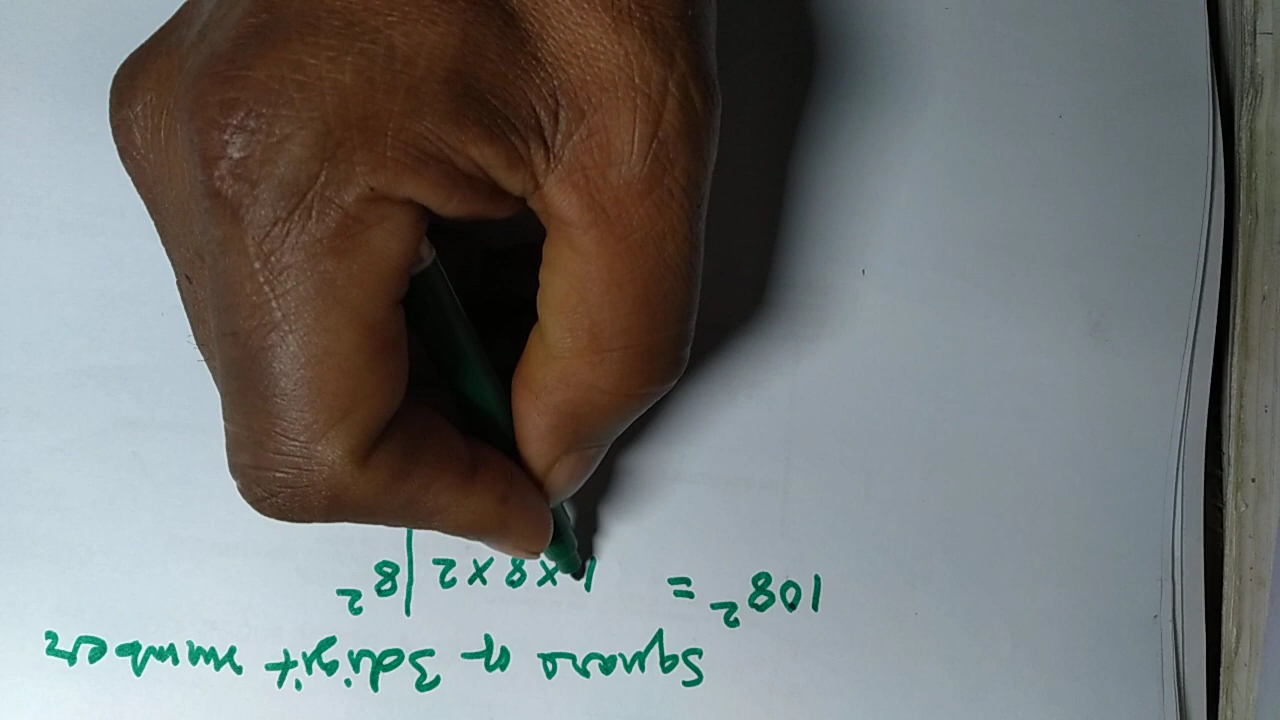 Square of 3digit numbers
108² = 1×8×2 | 8²